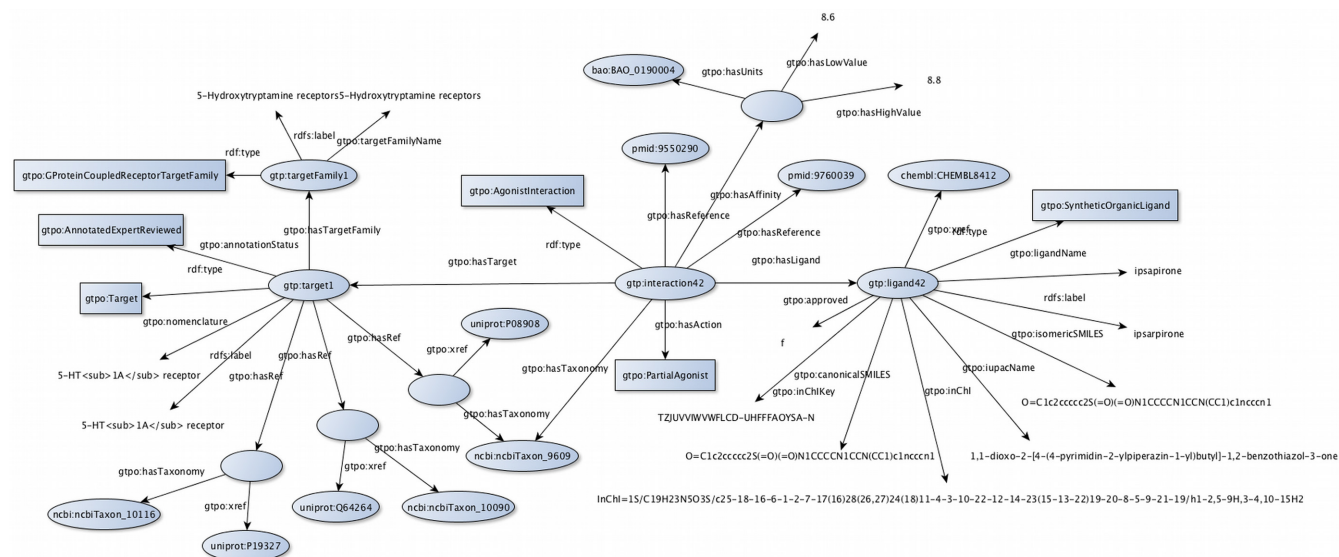 8.6
gtpo:hasLowValue
bao:BAO_0190004
gtpo:hasUnits
8.8
gtpo:hasHighValue
5-Hydroxytryptamine receptors
5-Hydroxytryptamine receptors
rdfs:label
gtpo:targetFamilyName
rdf:type
gtpo:GProteinCoupledReceptorTargetFamily
gtp:targetFamily1
pmid:9550290
pmid:9760039
chembl:CHEMBL8412
gtpo:AgonistInteraction
gtpo:hasAffinity
gtpo:SyntheticOrganicLigand
gtpo:hasReference
gtpo:AnnotatedExpertReviewed
gtpo:hasTargetFamily
gtpo:hasReference
gtpo:xref
rdf:type
gtpo:annotationStatus
rdf:type
gtpo:ligandName
rdf:type
gtpo:hasTarget
gtpo:hasLigand
ipsapirone
gtp:target1
gtp:interaction42
gtp:ligand42
gtpo:Target
gtpo:approved
rdfs:label
gtpo:nomenclature
uniprot:P08908
gtpo:hasAction
ipsarpirone
gtpo:hasRef
f
gtpo:isomericSMILES
rdfs:label
gtpo:hasRef
gtpo:xref
5-HT<sub>1A</sub> receptor
gtpo:hasRef
gtpo:hasTaxonomy
gtpo:PartialAgonist
gtpo:canonicalSMILES
gtpo:iupacName
gtpo:inChIKey
gtpo:inChI
O=C1c2ccccc2S(=O)(=O)N1CCCCN1CCN(CC1)c1ncccn1
gtpo:hasTaxonomy
TZJUVVIWVWFLCD-UHFFFAOYSA-N
5-HT<sub>1A</sub> receptor
gtpo:hasTaxonomy
ncbi:ncbiTaxon_9609
O=C1c2ccccc2S(=O)(=O)N1CCCCN1CCN(CC1)c1ncccn1
1,1-dioxo-2-[4-(4-pyrimidin-2-ylpiperazin-1-yl)butyl]-1,2-benzothiazol-3-one
gtpo:hasTaxonomy
gtpo:xref
gtpo:xref
InChI=1S/C19H23N5O3S/c25-18-16-6-1-2-7-17(16)28(26,27)24(18)11-4-3-10-22-12-14-23(15-13-22)19-20-8-5-9-21-19/h1-2,5-9H,3-4,10-15H2
ncbi:ncbiTaxon_10116
uniprot:Q64264
ncbi:ncbiTaxon_10090
uniprot:P19327